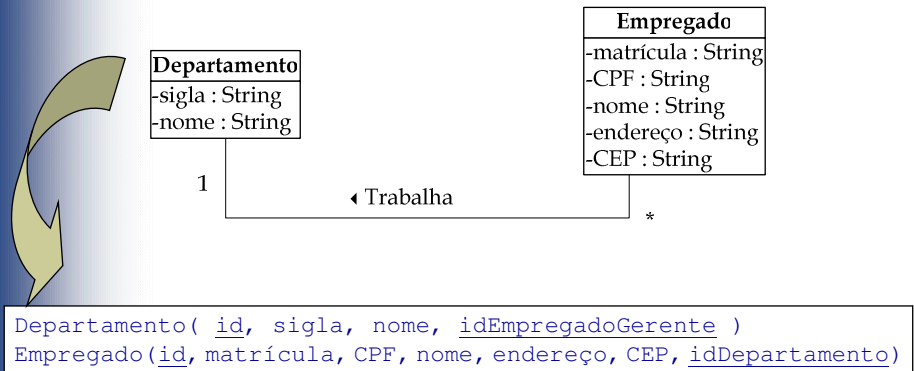 Departamento
-sigla : String
-nome : String
Empregado
-matrícula : String
-CPF : String
-nome : String
-endereço : String
-CEP : String
1
Trabalha
*
Departamento( id, sigla, nome, idEmpregadoGerente )
Empregado(id, matrícula, CPF, nome, endereço, CEP, idDepartamento)